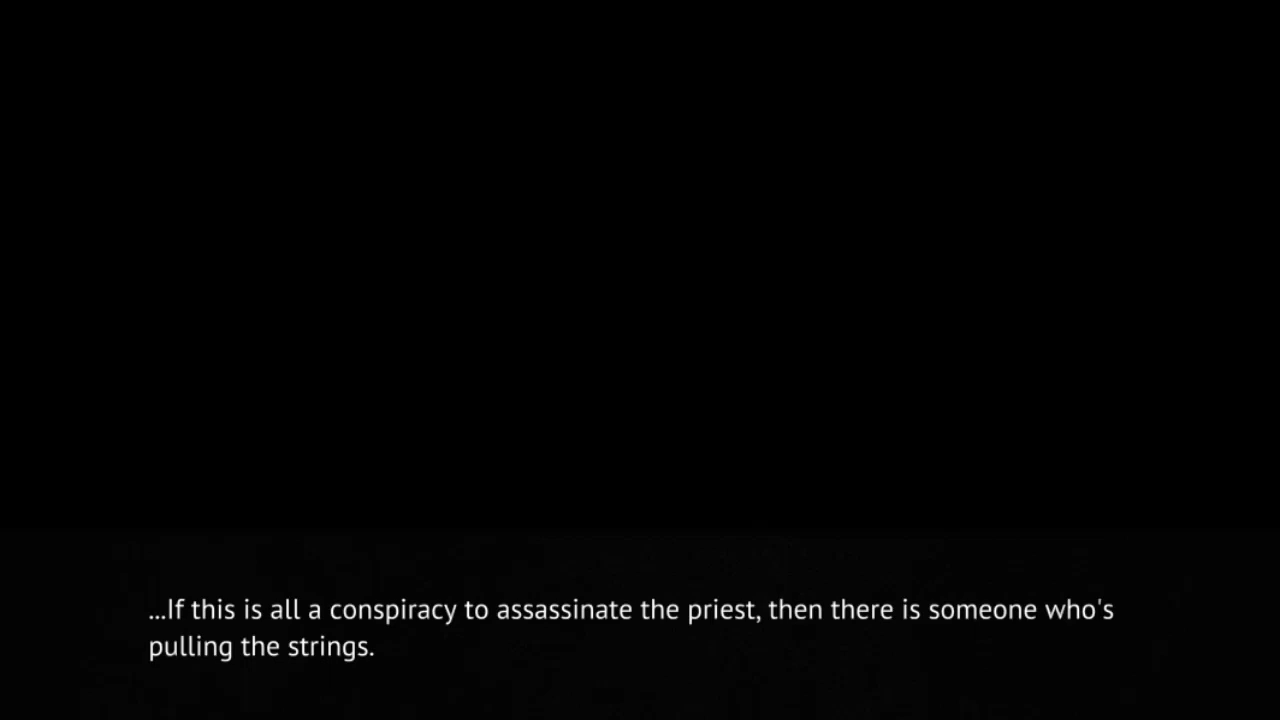 ...If this is all a conspiracy to assassinate the priest, then there is someone who's
pulling the strings.